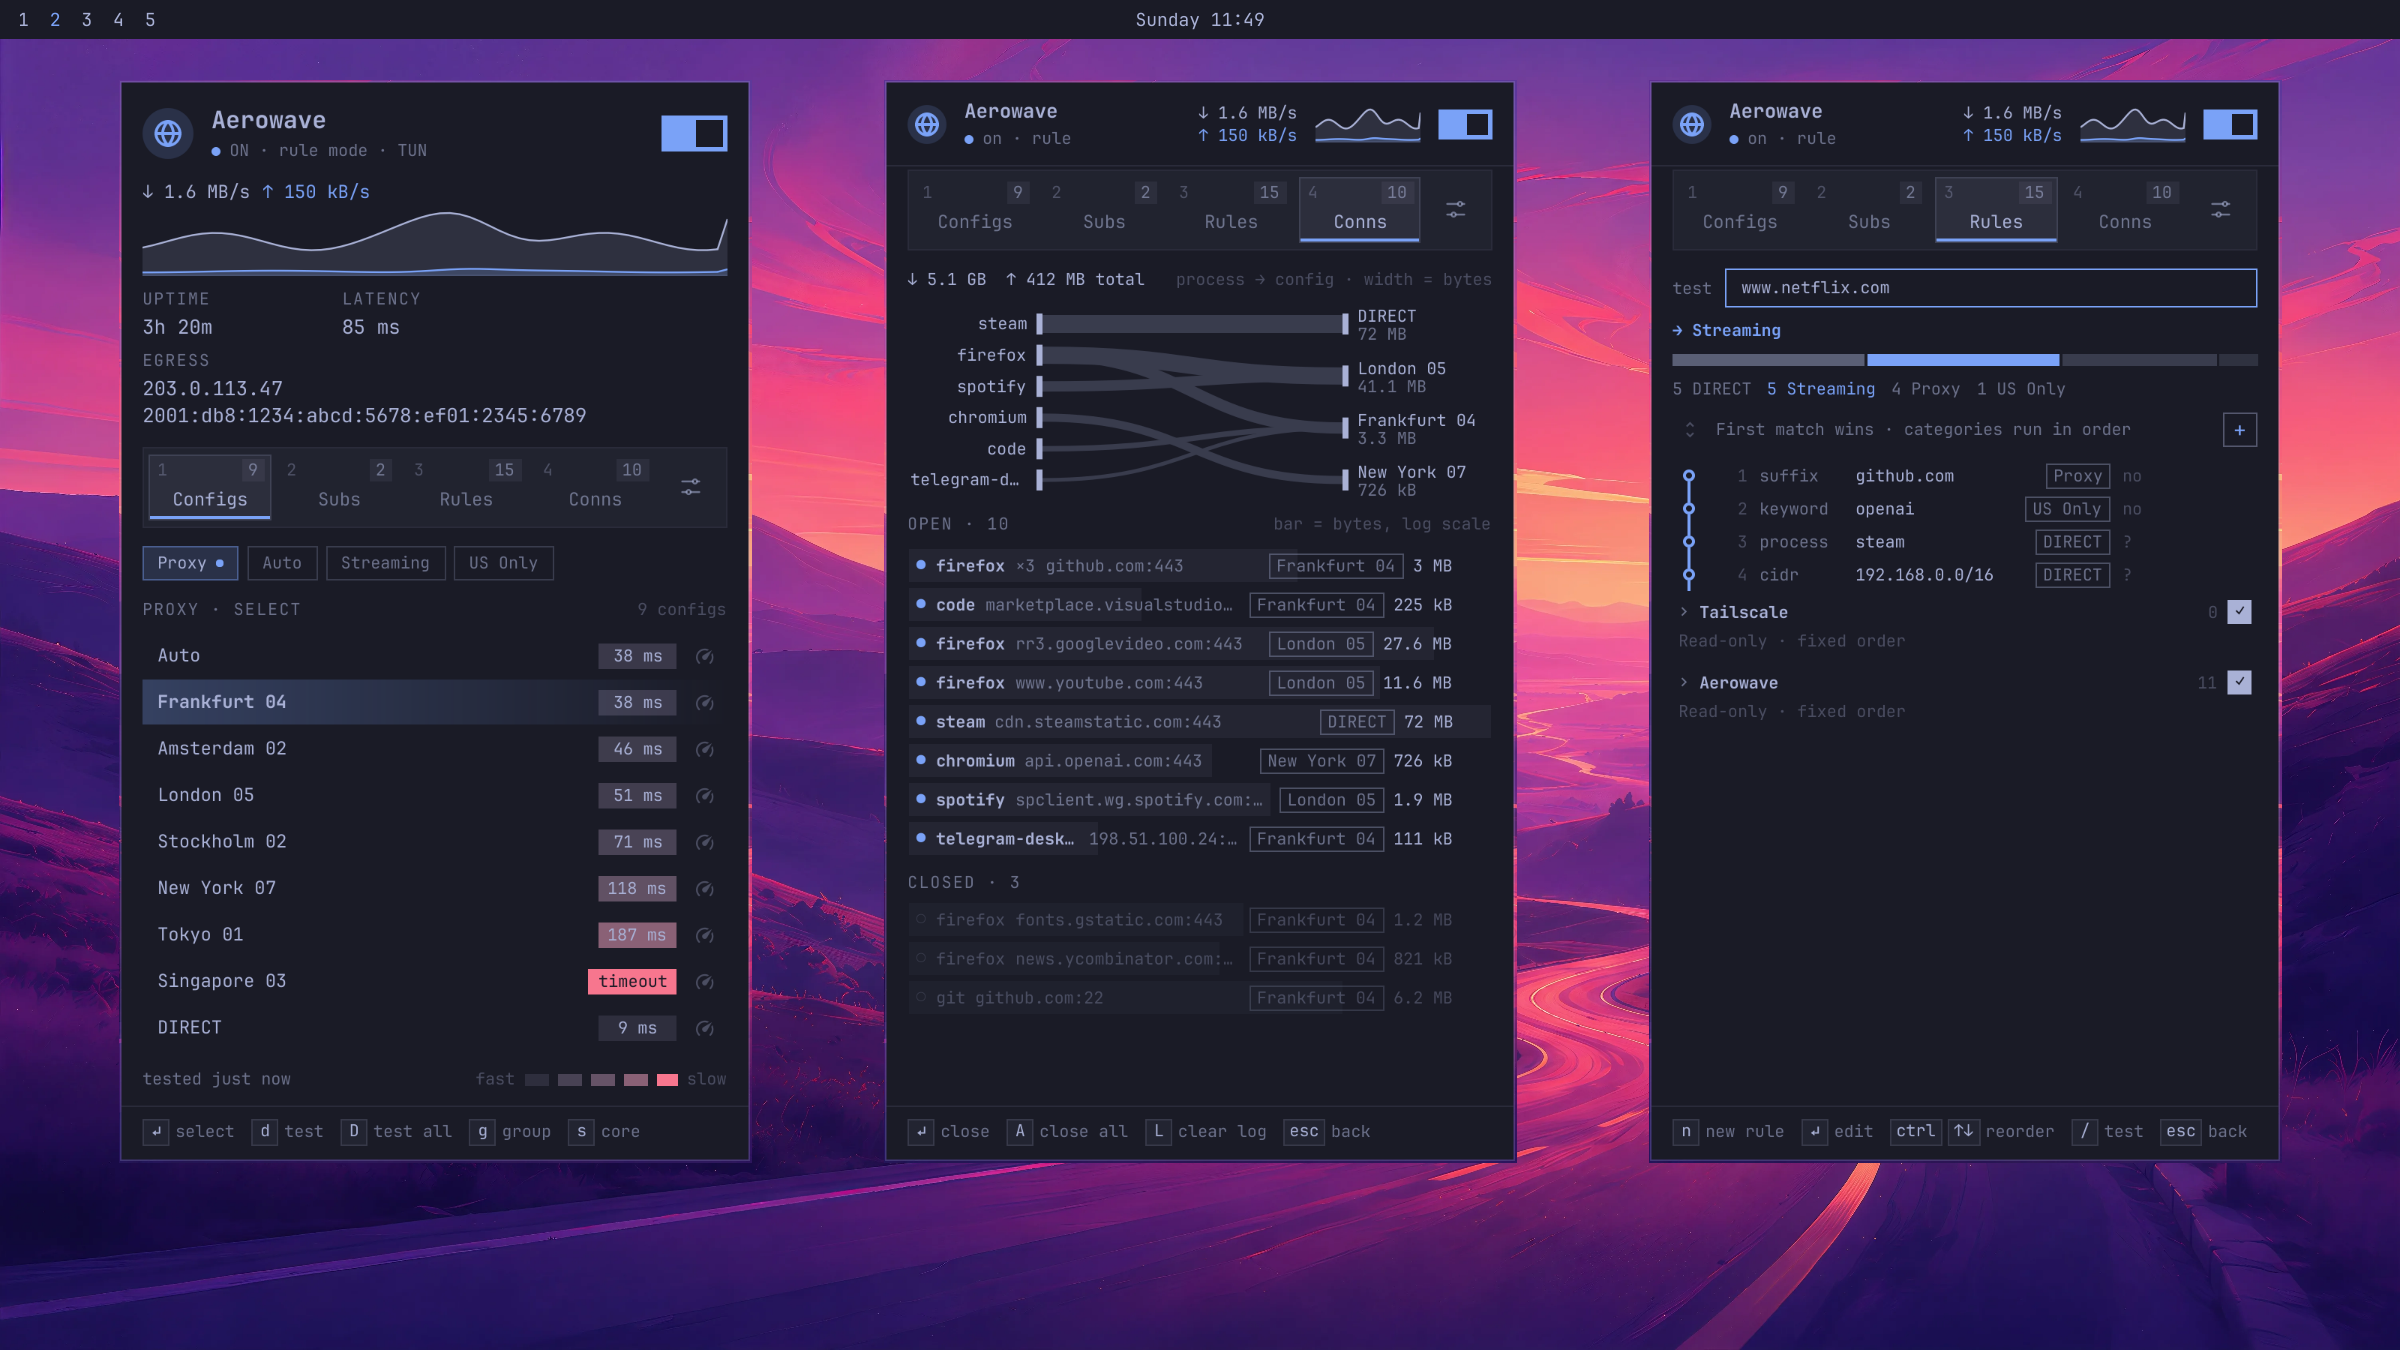 1 2 3 4 5
Sunday 11:49
Aerowave
ON · rule mode · TUN
↓ 1.6 MB/s ↑ 150 kB/s
UPTIME LATENCY
3h 20m 85 ms
EGRESS
203.0.113.47
2001:db8:1234:abcd:5678:ef01:2345:6789
1 9 2 2 3 15 4 10
Configs Subs Rules Conns
Proxy Auto Streaming US Only
PROXY · SELECT 9 configs
Auto 38 ms
Frankfurt 04 38 ms
Amsterdam 02 46 ms
London 05 51 ms
Stockholm 02 71 ms
New York 07 118 ms
Tokyo 01 187 ms
Singapore 03 timeout
DIRECT 9 ms
tested just now fast slow
↵ select d test D test all g group s core
Aerowave
on · rule
↓ 1.6 MB/s
↑ 150 kB/s
1 9 2 2 3 15 4 10
Configs Subs Rules Conns
↓ 5.1 GB ↑ 412 MB total process → config · width = bytes
steam
firefox
spotify
chromium
code
telegram-d…
DIRECT
72 MB
London 05
41.1 MB
Frankfurt 04
3.3 MB
New York 07
726 kB
OPEN · 10 bar = bytes, log scale
firefox ×3 github.com:443 Frankfurt 04 3 MB
code marketplace.visualstudio… Frankfurt 04 225 kB
firefox rr3.googlevideo.com:443 London 05 27.6 MB
firefox www.youtube.com:443 London 05 11.6 MB
steam cdn.steamstatic.com:443 DIRECT 72 MB
chromium api.openai.com:443 New York 07 726 kB
spotify spclient.wg.spotify.com:… London 05 1.9 MB
telegram-desk… 198.51.100.24:… Frankfurt 04 111 kB
CLOSED · 3
firefox fonts.gstatic.com:443 Frankfurt 04 1.2 MB
firefox news.ycombinator.com:… Frankfurt 04 821 kB
git github.com:22 Frankfurt 04 6.2 MB
↵ close A close all L clear log esc back
Aerowave
on · rule
↓ 1.6 MB/s
↑ 150 kB/s
1 9 2 2 3 15 4 10
Configs Subs Rules Conns
test www.netflix.com
→ Streaming
5 DIRECT 5 Streaming 4 Proxy 1 US Only
First match wins · categories run in order +
1 suffix github.com Proxy no
2 keyword openai US Only no
3 process steam DIRECT ?
4 cidr 192.168.0.0/16 DIRECT ?
› Tailscale 0 ✓
Read-only · fixed order
› Aerowave 11 ✓
Read-only · fixed order
n new rule ↵ edit ctrl ↑↓ reorder / test esc back